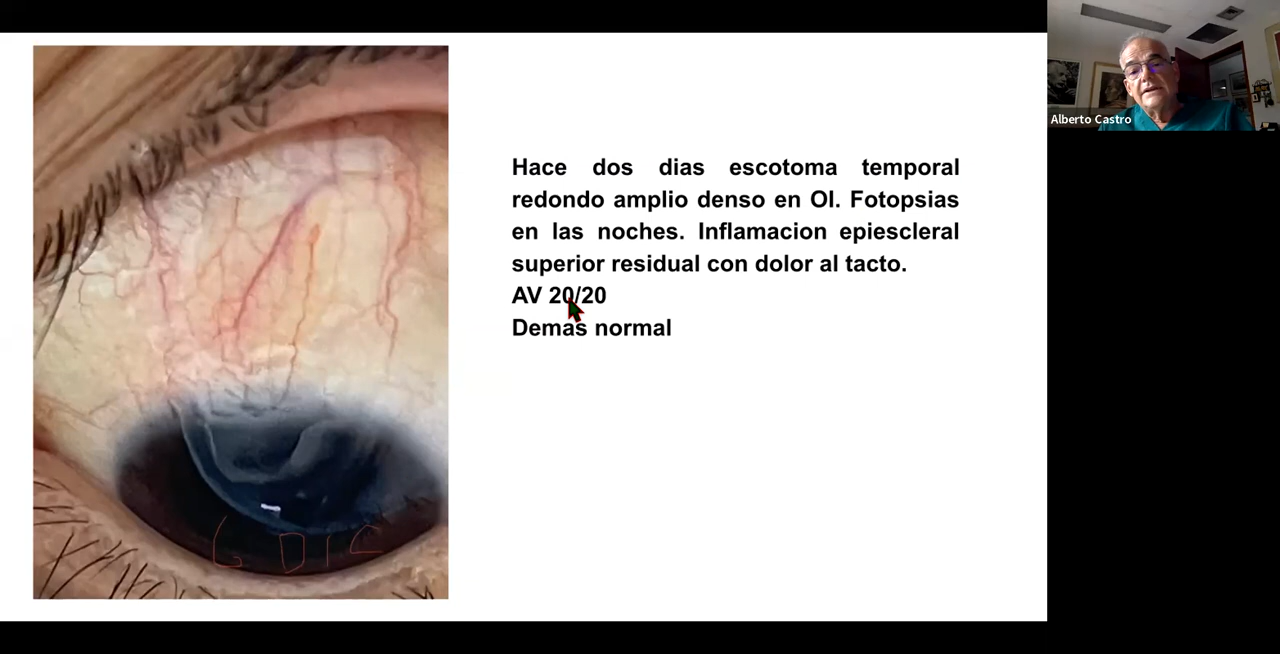 Hace dos dias escotoma temporal
redondo amplio denso en OI. Fotopsias
en las noches. Inflamacion epiescleral
superior residual con dolor al tacto.
AV 20/20
Demas normal
Alberto Castro